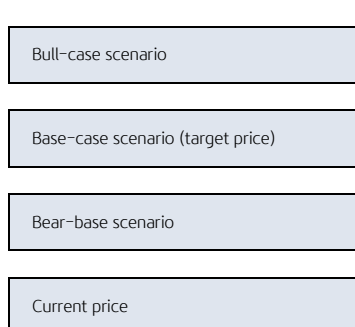 Bull-case scenario
Base-case scenario (target price)
Bear-base scenario
Current price